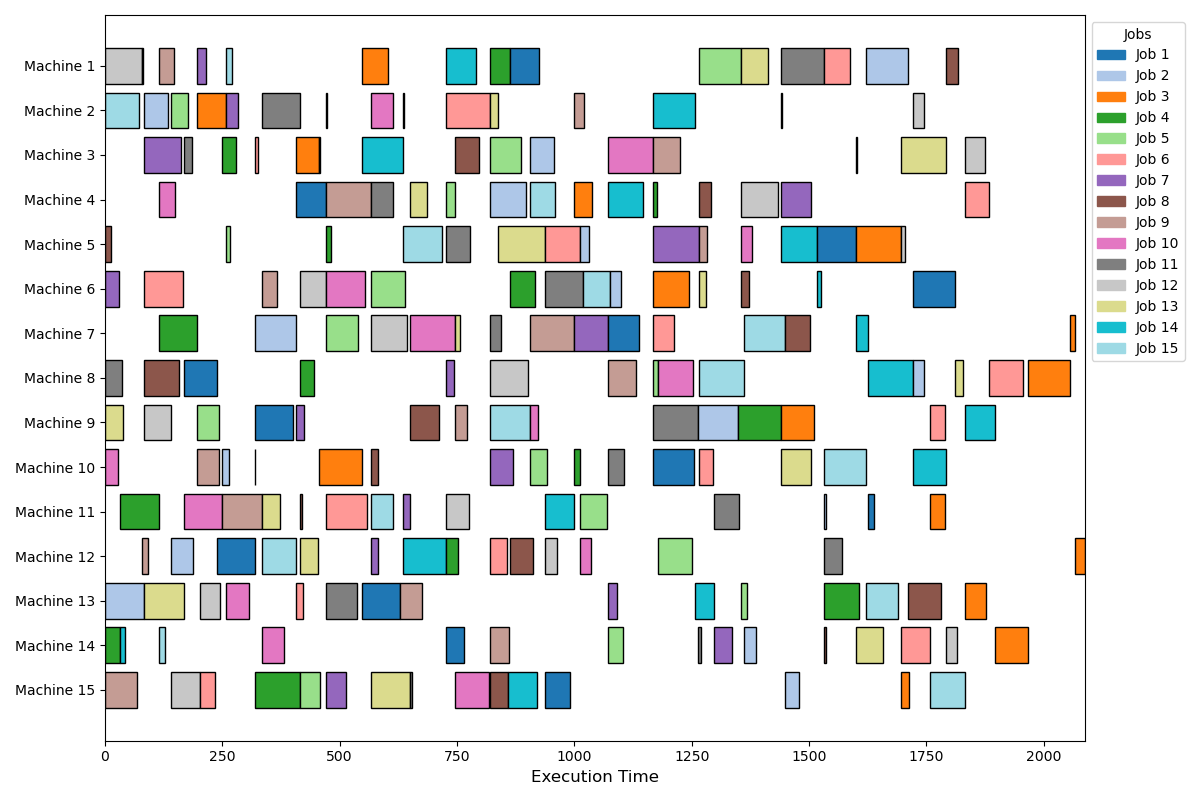 Machine 1
Machine 2
Machine 3
Machine 4
Machine 5
Machine 6
Machine 7
Machine 8
Machine 9
Machine 10
Machine 11
Machine 12
Machine 13
Machine 14
Machine 15
0 250 500 750 1000 1250 1500 1750 2000
Execution Time
Jobs
Job 1
Job 2
Job 3
Job 4
Job 5
Job 6
Job 7
Job 8
Job 9
Job 10
Job 11
Job 12
Job 13
Job 14
Job 15